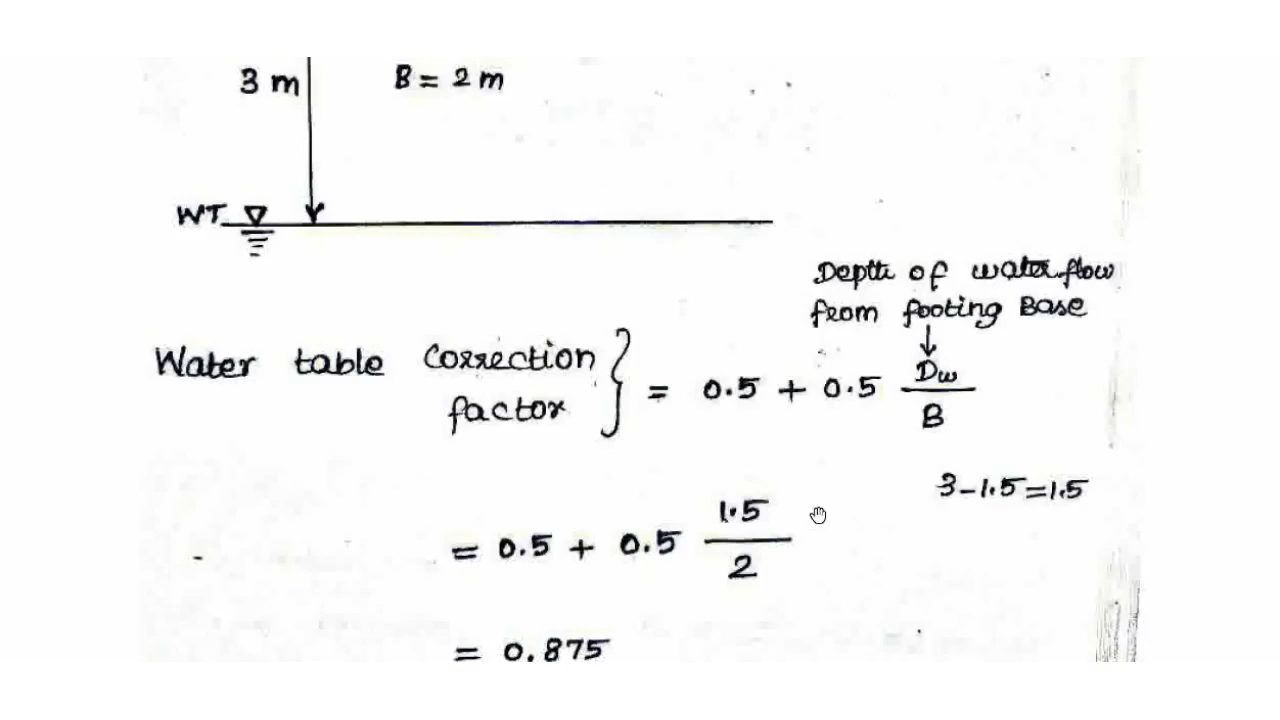 3 m B = 2 m
WT
Depth of water flow
from footing Base
Water table Correction
factor } = 0.5 + 0.5 Dw / B
3 - 1.5 = 1.5
= 0.5 + 0.5 1.5 / 2
= 0.875